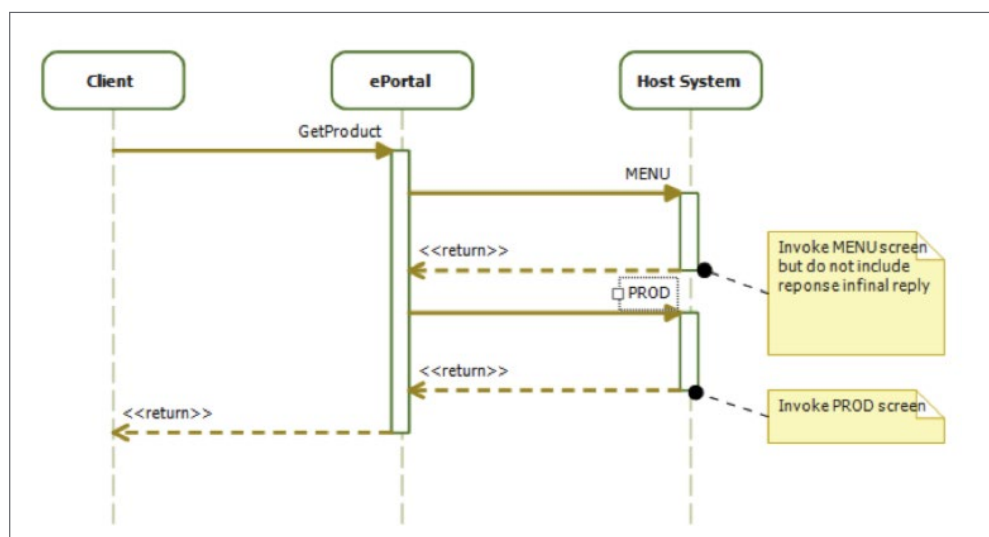 Client
ePortal
Host System
GetProduct
MENU
<<return>>
Invoke MENU screen
but do not include
reponse infinal reply
PROD
<<return>>
Invoke PROD screen
<<return>>